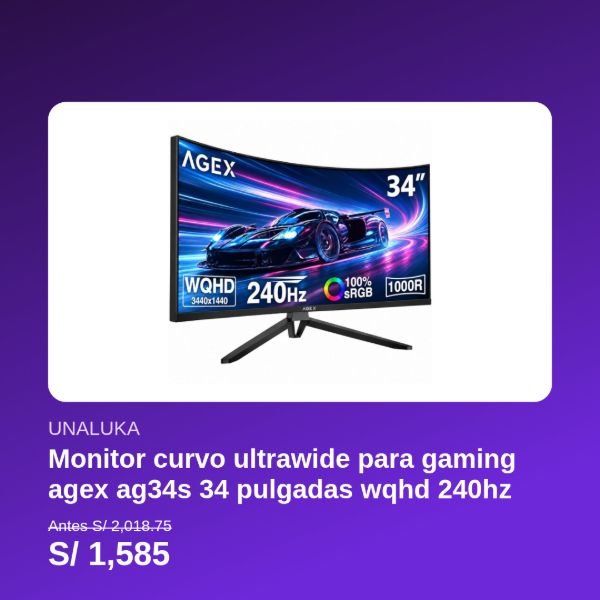 AGEX
34"
WQHD
3440x1440
240Hz
100%
sRGB
1000R
AGEX
UNALUKA
Monitor curvo ultrawide para gaming
agex ag34s 34 pulgadas wqhd 240hz
Antes S/ 2,018.75
S/ 1,585